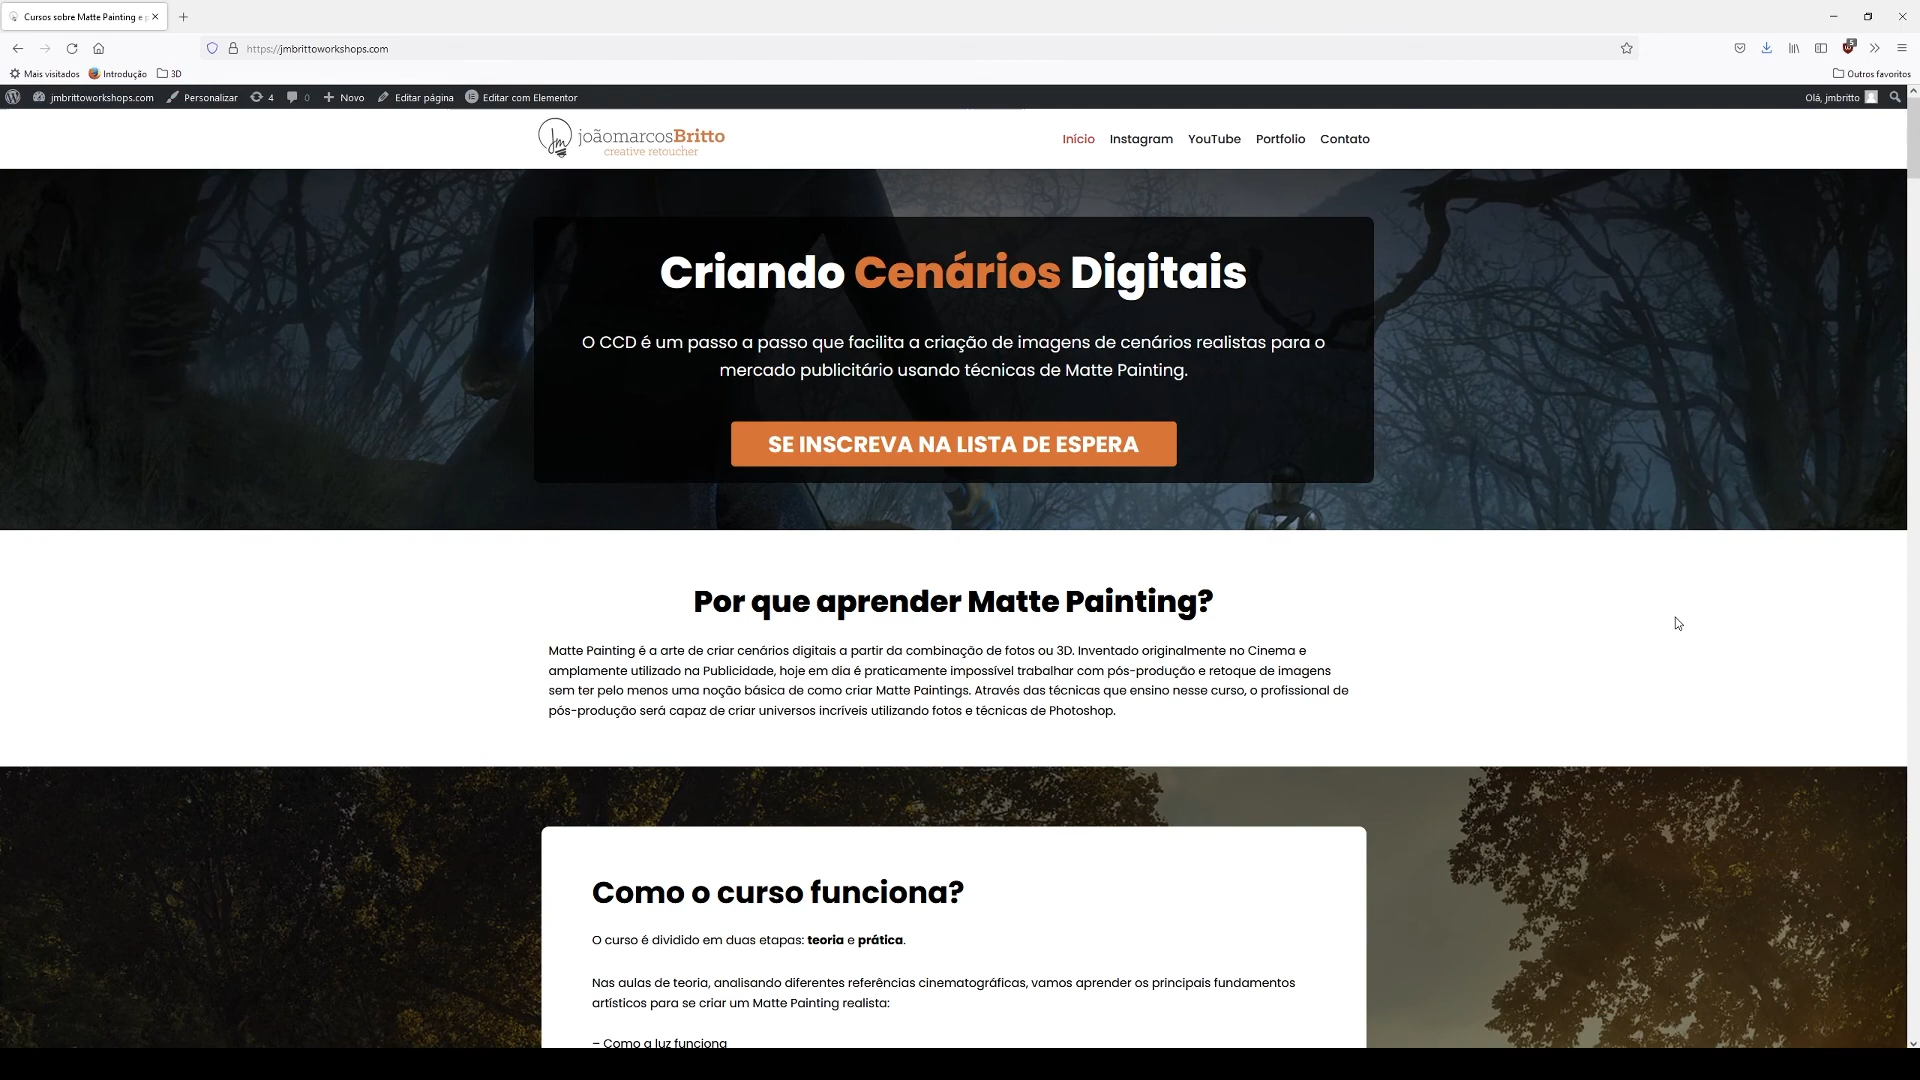 Cursos sobre Matte Painting e p
https://jmbrittoworkshops.com
5
Mais visitados Introdução 3D Outros favoritos
jmbrittoworkshops.com Personalizar 4 0 Novo Editar página Editar com Elementor Olá, jmbritto
jm joãomarcosBritto
creative retoucher
Início Instagram YouTube Portfolio Contato
Criando Cenários Digitais
O CCD é um passo a passo que facilita a criação de imagens de cenários realistas para o
mercado publicitário usando técnicas de Matte Painting.
SE INSCREVA NA LISTA DE ESPERA
Por que aprender Matte Painting?
Matte Painting é a arte de criar cenários digitais a partir da combinação de fotos ou 3D. Inventado originalmente no Cinema e
amplamente utilizado na Publicidade, hoje em dia é praticamente impossível trabalhar com pós-produção e retoque de imagens
sem ter pelo menos uma noção básica de como criar Matte Paintings. Através das técnicas que ensino nesse curso, o profissional de
pós-produção será capaz de criar universos incríveis utilizando fotos e técnicas de Photoshop.
Como o curso funciona?
O curso é dividido em duas etapas: teoria e prática.
Nas aulas de teoria, analisando diferentes referências cinematográficas, vamos aprender os principais fundamentos
artísticos para se criar um Matte Painting realista:
– Como a luz funciona